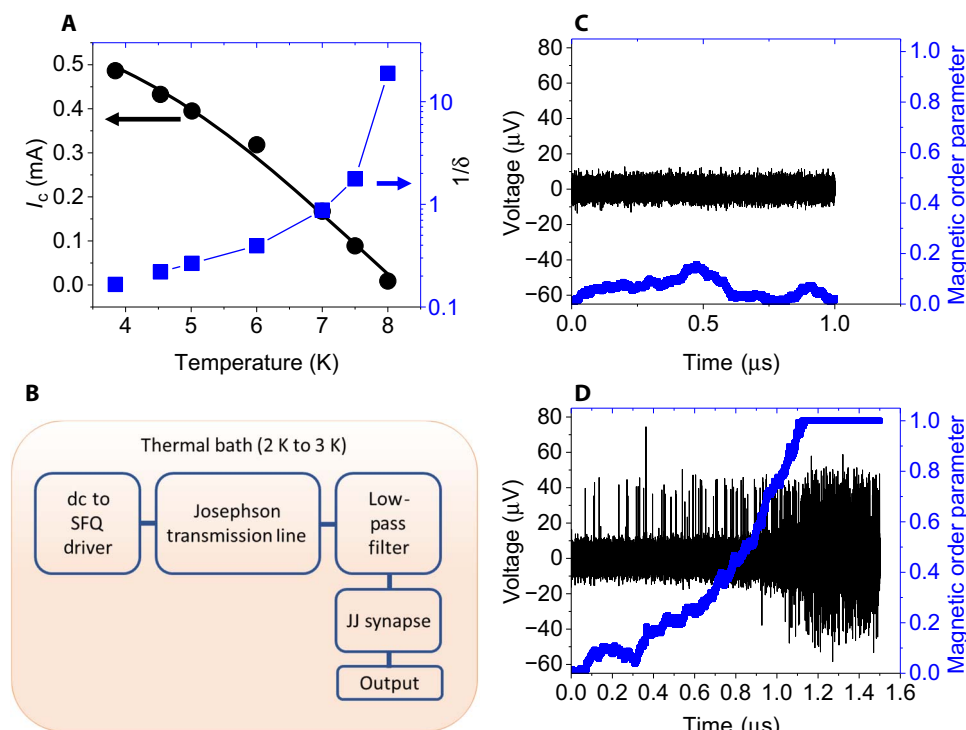 A
0.5
0.4
0.3
0.2
0.1
0.0
I_c (mA)
10
1
0.1
1/δ
4 5 6 7 8
Temperature (K)
B
Thermal bath (2 K to 3 K)
dc to
SFQ
driver
Josephson
transmission line
Low-
pass
filter
JJ synapse
Output
C
80
60
40
20
0
−20
−40
−60
Voltage (μV)
1.0
0.8
0.6
0.4
0.2
0.0
Magnetic order parameter
0.0 0.5 1.0
Time (μs)
D
80
60
40
20
0
−20
−40
−60
Voltage (μV)
1.0
0.8
0.6
0.4
0.2
0.0
Magnetic order parameter
0.0 0.2 0.4 0.6 0.8 1.0 1.2 1.4 1.6
Time (μs)